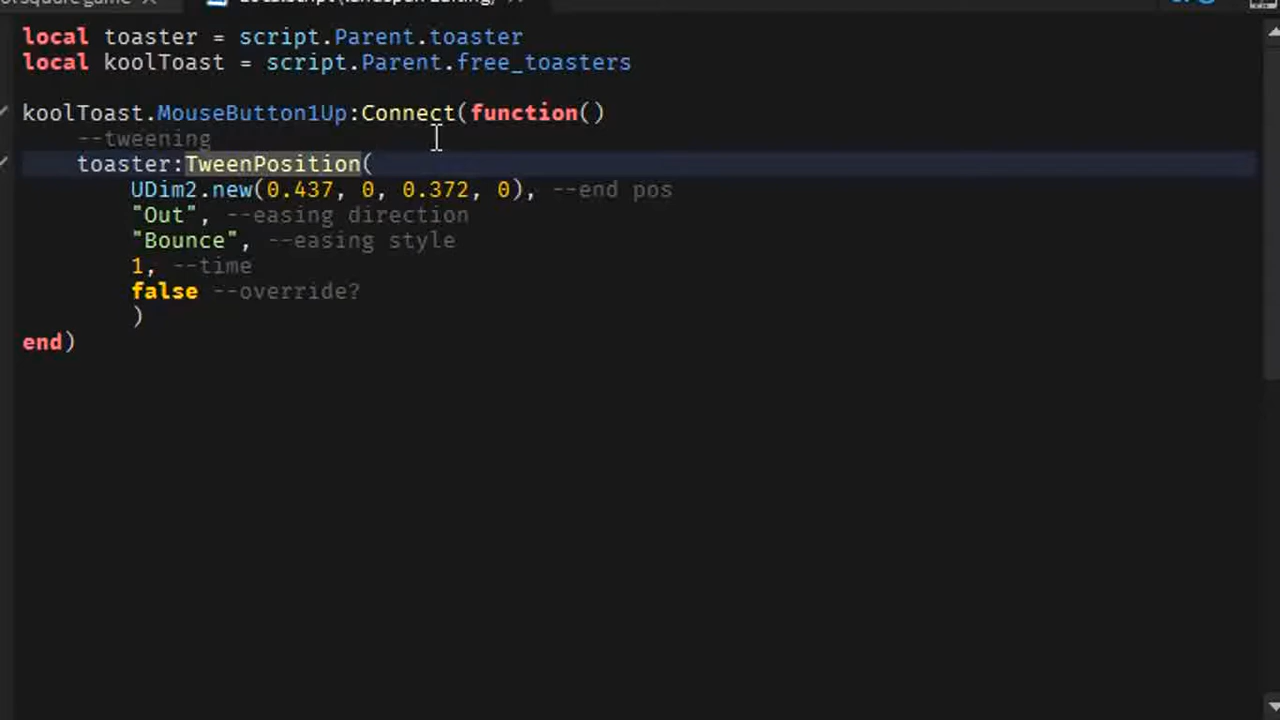 local toaster = script.Parent.toaster
local koolToast = script.Parent.free_toasters
koolToast.MouseButton1Up:Connect(function()
--tweening
toaster:TweenPosition(
UDim2.new(0.437, 0, 0.372, 0), --end pos
"Out", --easing direction
"Bounce", --easing style
1, --time
false --override?
)
end)